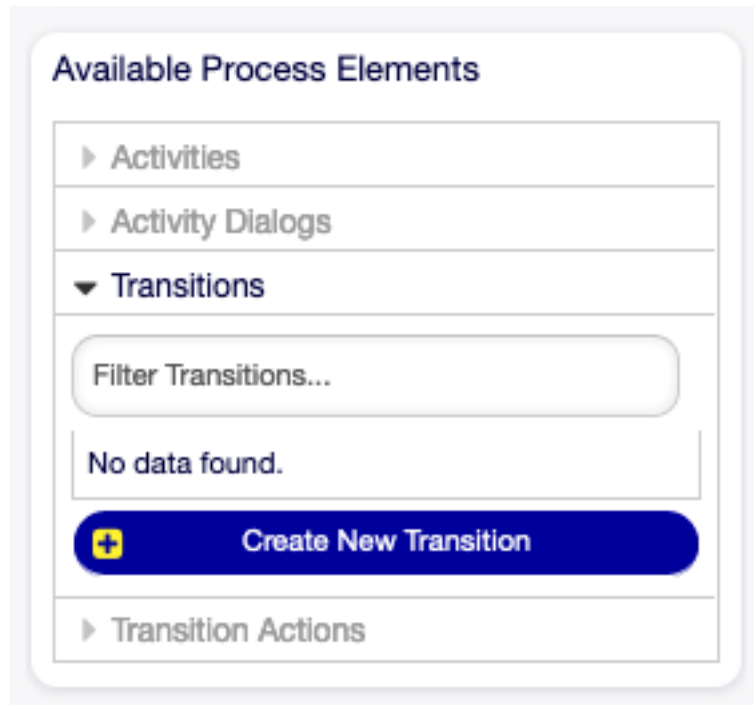 Available Process Elements
Activities
Activity Dialogs
Transitions
Filter Transitions...
No data found.
Create New Transition
Transition Actions